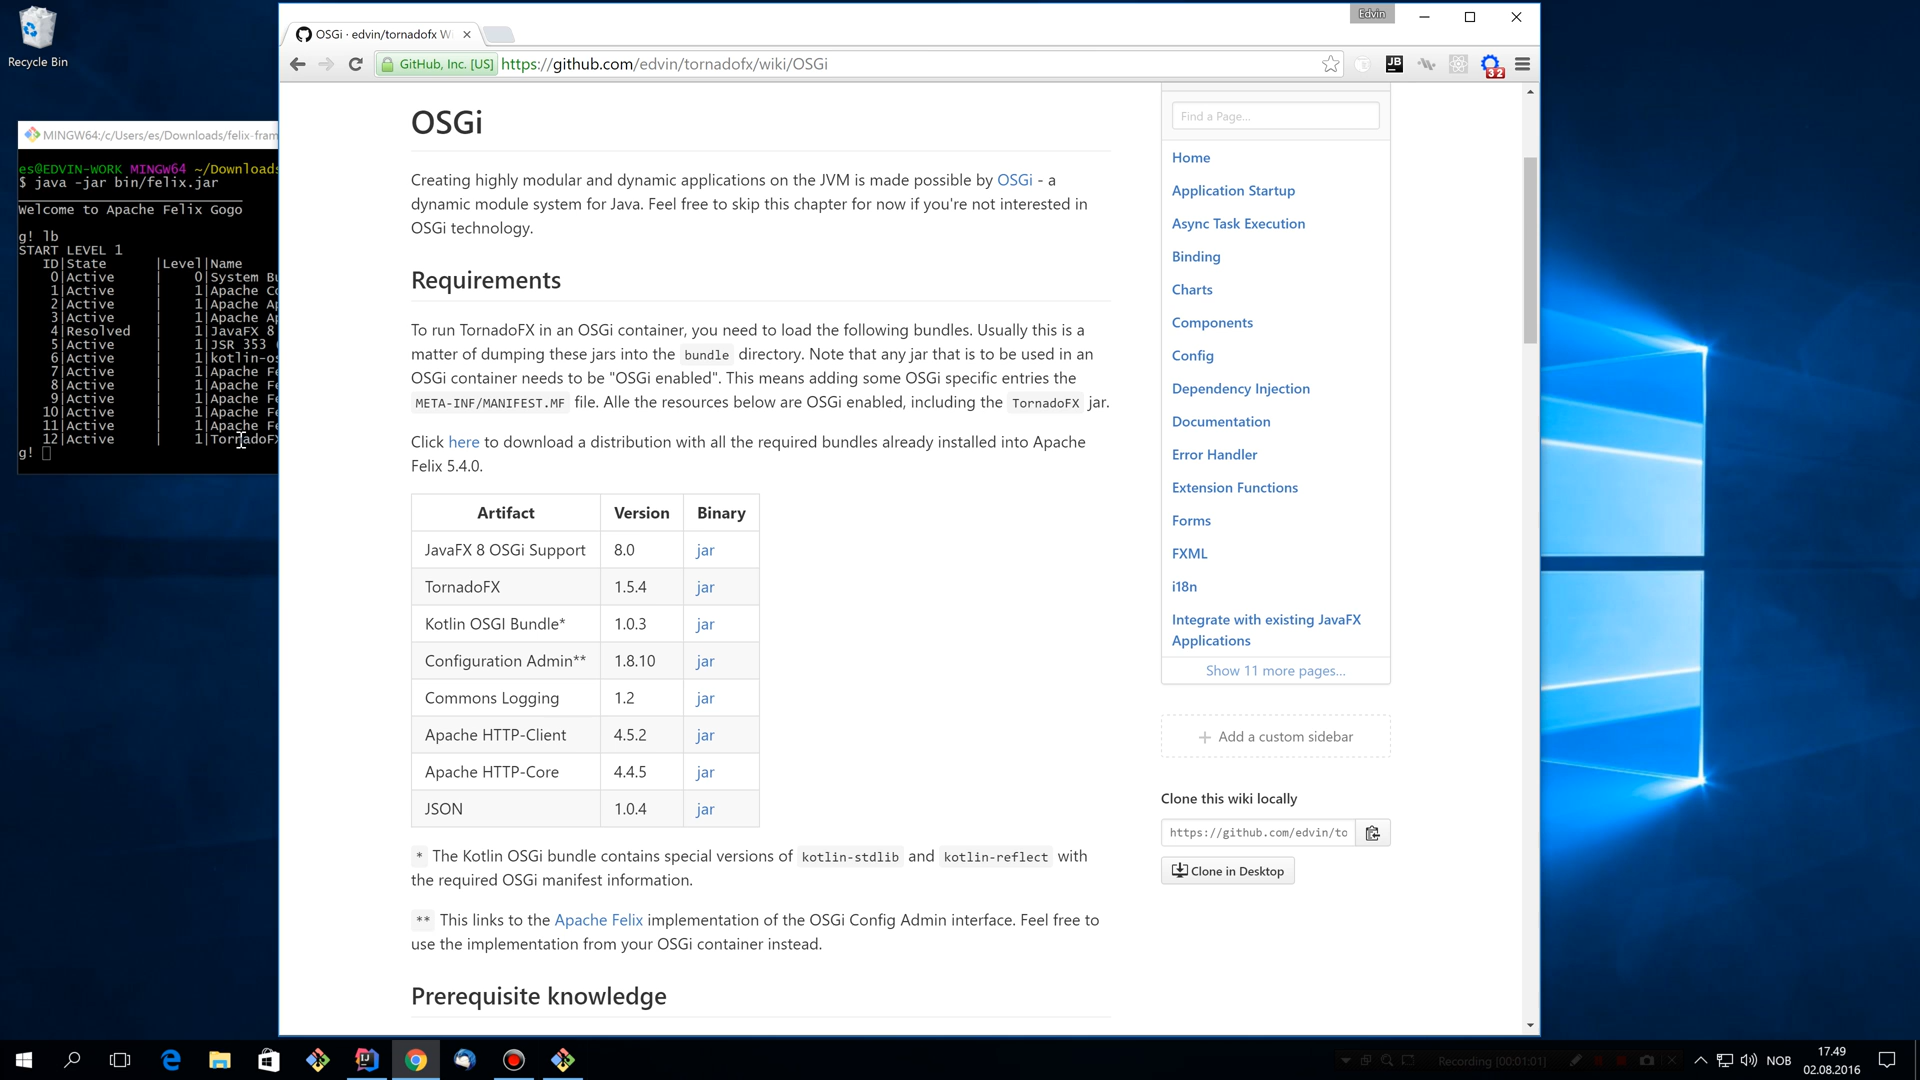 Recycle Bin
Edvin
OSGi · edvin/tornadofx W
GitHub, Inc. [US] https://github.com/edvin/tornadofx/wiki/OSGi
JB
32
MINGW64:/c/Users/es/Downloads/felix-fram
es@EDVIN-WORK MINGW64 ~/Downloads
$ java -jar bin/felix.jar
Welcome to Apache Felix Gogo
g! lb
START LEVEL 1
ID|State |Level|Name
0|Active | 0|System Bu
1|Active | 1|Apache Co
2|Active | 1|Apache Ap
3|Active | 1|Apache Ap
4|Resolved | 1|JavaFX 8
5|Active | 1|JSR 353
6|Active | 1|kotlin-os
7|Active | 1|Apache Fe
8|Active | 1|Apache Fe
9|Active | 1|Apache Fe
10|Active | 1|Apache Fe
11|Active | 1|Apache Fe
12|Active | 1|TornadoFX
g!
OSGi
Creating highly modular and dynamic applications on the JVM is made possible by OSGi - a
dynamic module system for Java. Feel free to skip this chapter for now if you're not interested in
OSGi technology.
Requirements
To run TornadoFX in an OSGi container, you need to load the following bundles. Usually this is a
matter of dumping these jars into the bundle directory. Note that any jar that is to be used in an
OSGi container needs to be "OSGi enabled". This means adding some OSGi specific entries the
META-INF/MANIFEST.MF file. Alle the resources below are OSGi enabled, including the TornadoFX jar.
Click here to download a distribution with all the required bundles already installed into Apache
Felix 5.4.0.
Artifact Version Binary
JavaFX 8 OSGi Support 8.0 jar
TornadoFX 1.5.4 jar
Kotlin OSGI Bundle* 1.0.3 jar
Configuration Admin** 1.8.10 jar
Commons Logging 1.2 jar
Apache HTTP-Client 4.5.2 jar
Apache HTTP-Core 4.4.5 jar
JSON 1.0.4 jar
* The Kotlin OSGi bundle contains special versions of kotlin-stdlib and kotlin-reflect with
the required OSGi manifest information.
** This links to the Apache Felix implementation of the OSGi Config Admin interface. Feel free to
use the implementation from your OSGi container instead.
Prerequisite knowledge
Find a Page...
Home
Application Startup
Async Task Execution
Binding
Charts
Components
Config
Dependency Injection
Documentation
Error Handler
Extension Functions
Forms
FXML
i18n
Integrate with existing JavaFX
Applications
Show 11 more pages...
+ Add a custom sidebar
Clone this wiki locally
https://github.com/edvin/to
Clone in Desktop
IJ
Recording [00:01:01]
NOB
17.49
02.08.2016